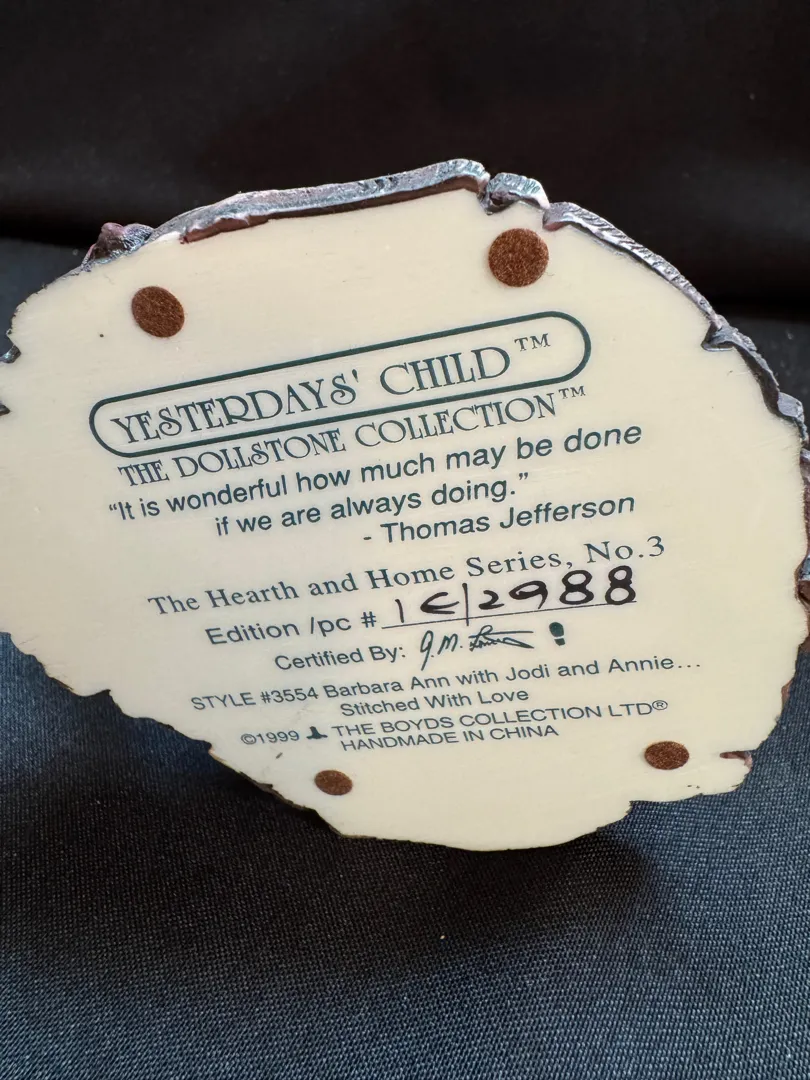 YESTERDAYS' CHILD™
THE DOLLSTONE COLLECTION™
“It is wonderful how much may be done
if we are always doing.”
- Thomas Jefferson
The Hearth and Home Series, No.3
Edition /pc # 1E/2988
Certified By: G.M.
STYLE #3554 Barbara Ann with Jodi and Annie...
Stitched With Love
©1999 THE BOYDS COLLECTION LTD®
HANDMADE IN CHINA